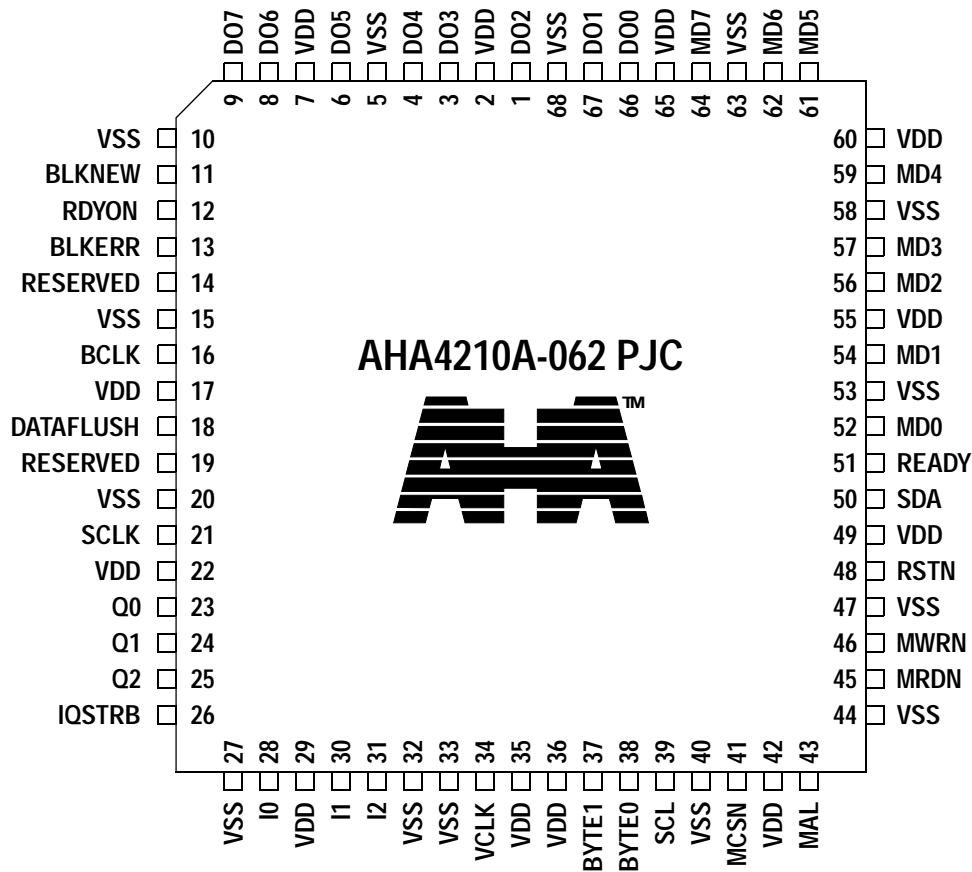 DO7 DO6 VDD DO5 VSS DO4 DO3 VDD DO2 VSS DO1 DO0 VDD MD7 VSS MD6 MD5
9 8 7 6 5 4 3 2 1 68 67 66 65 64 63 62 61
VSS 10 60 VDD
BLKNEW 11 59 MD4
RDYON 12 58 VSS
BLKERR 13 57 MD3
RESERVED 14 56 MD2
VSS 15 55 VDD
BCLK 16 54 MD1
VDD 17 53 VSS
DATAFLUSH 18 52 MD0
RESERVED 19 51 READY
VSS 20 50 SDA
SCLK 21 49 VDD
VDD 22 48 RSTN
Q0 23 47 VSS
Q1 24 46 MWRN
Q2 25 45 MRDN
IQSTRB 26 44 VSS
AHA4210A-062 PJC
AHA TM
27 28 29 30 31 32 33 34 35 36 37 38 39 40 41 42 43
VSS I0 VDD I1 I2 VSS VSS VCLK VDD VDD BYTE1 BYTE0 SCL VSS MCSN VDD MAL